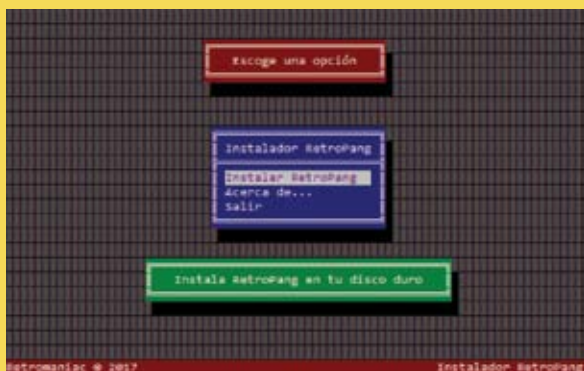 Escoge una opción
Instalador RetroPang
Instalar RetroPang
Acerca de...
Salir
Instala RetroPang en tu disco duro
Retromaniac © 2017
Instalador RetroPang